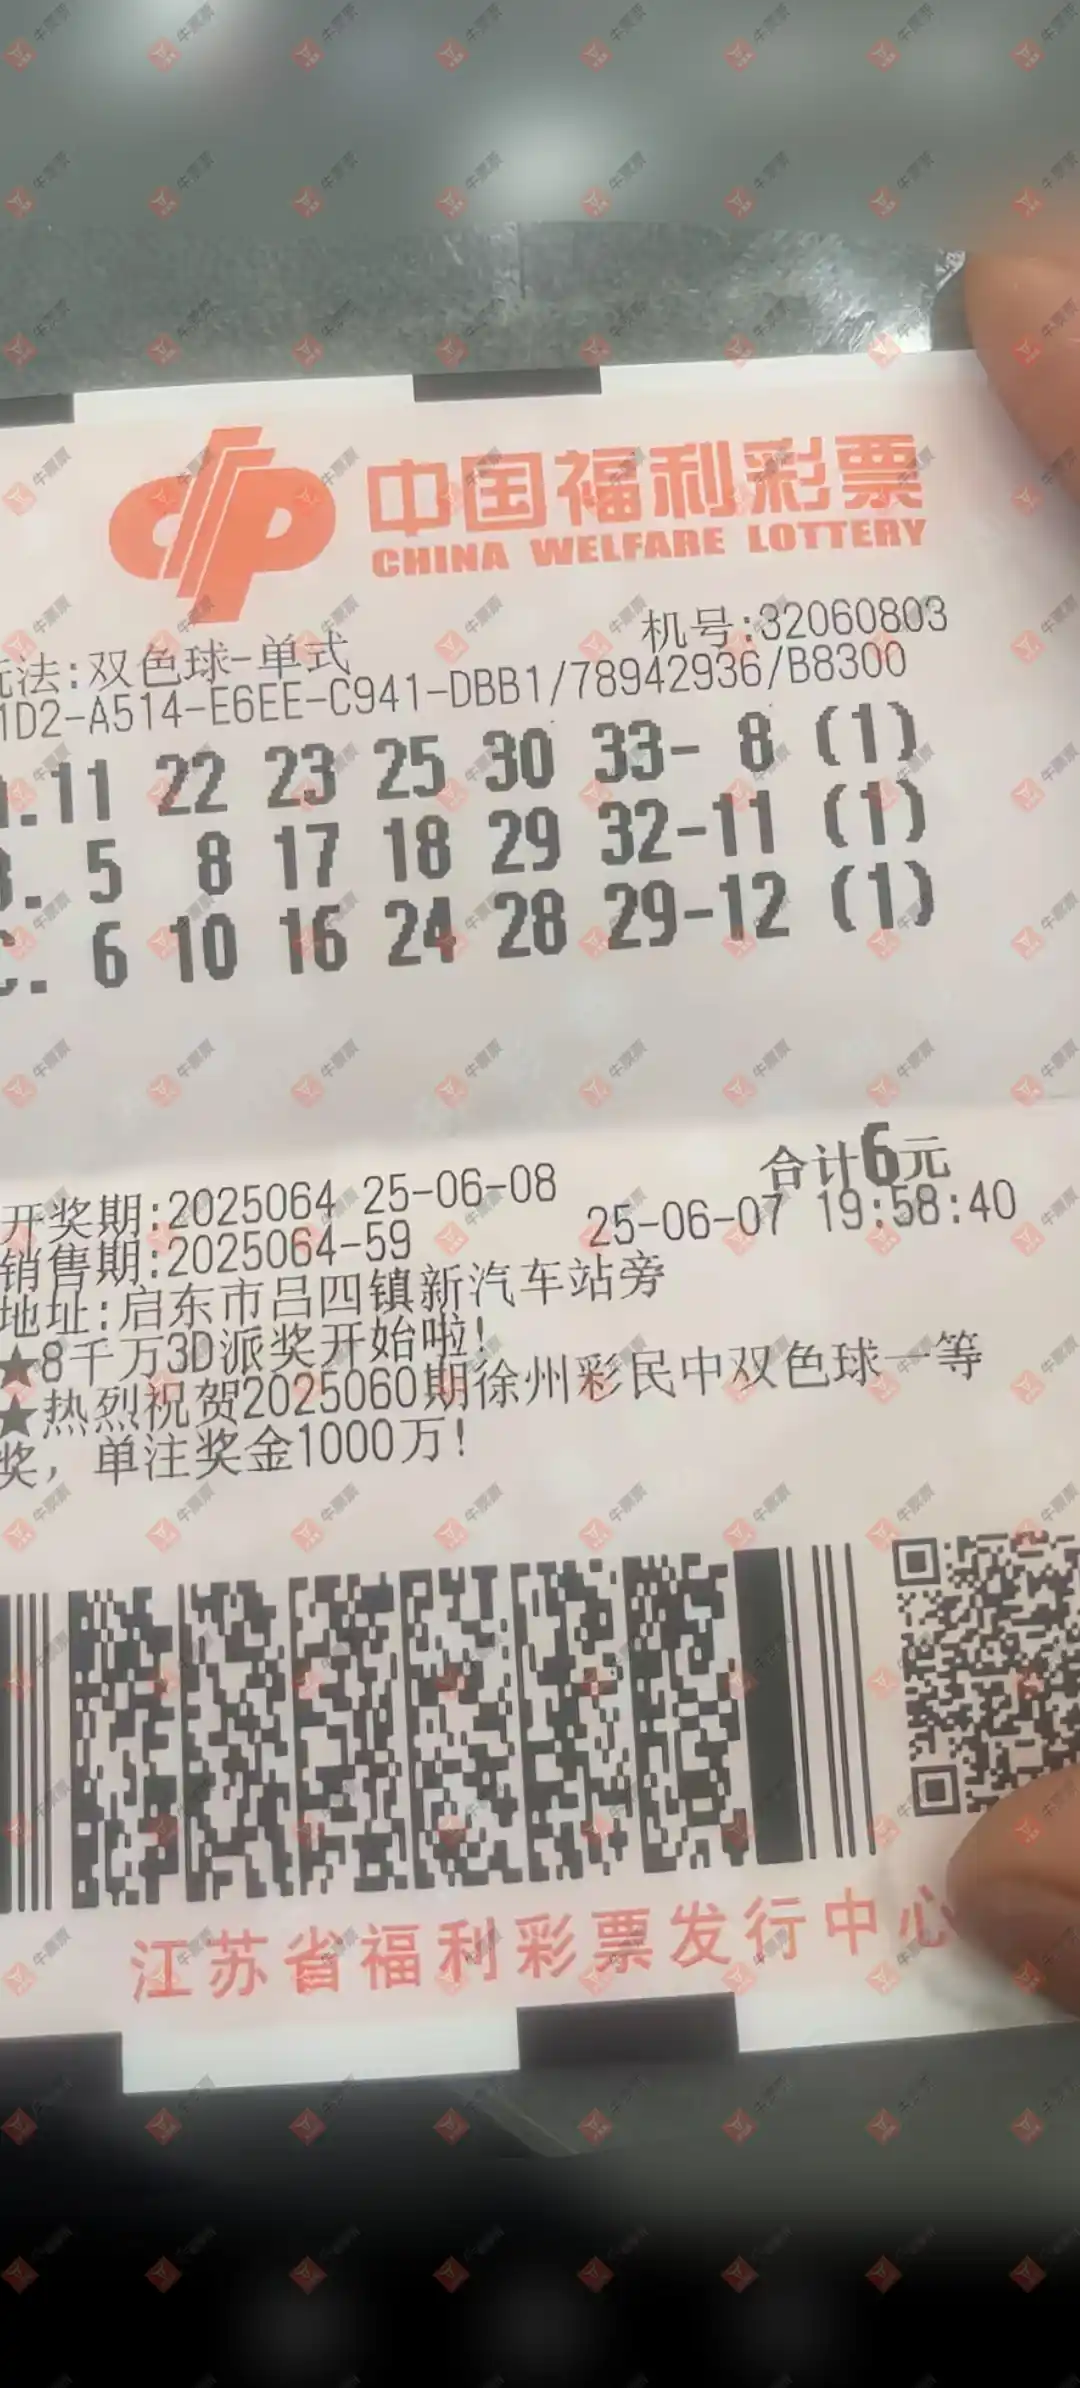 中国福利彩票
CHINA WELFARE LOTTERY
机号:32060803
玩法:双色球-单式
1D2-A514-E6EE-C941-DBB1/78942936/B8300
11 22 23 25 30 33- 8 (1)
B. 5 8 17 18 29 32-11 (1)
C. 6 10 16 24 28 29-12 (1)
合计6元
开奖期:2025064 25-06-08
25-06-07 19:58:40
销售期:2025064-59
地址:启东市吕四镇新汽车站旁
★8千万3D派奖开始啦!
★热烈祝贺2025060期徐州彩民中双色球一等
奖，单注奖金1000万!
江苏省福利彩票发行中心
牛票票